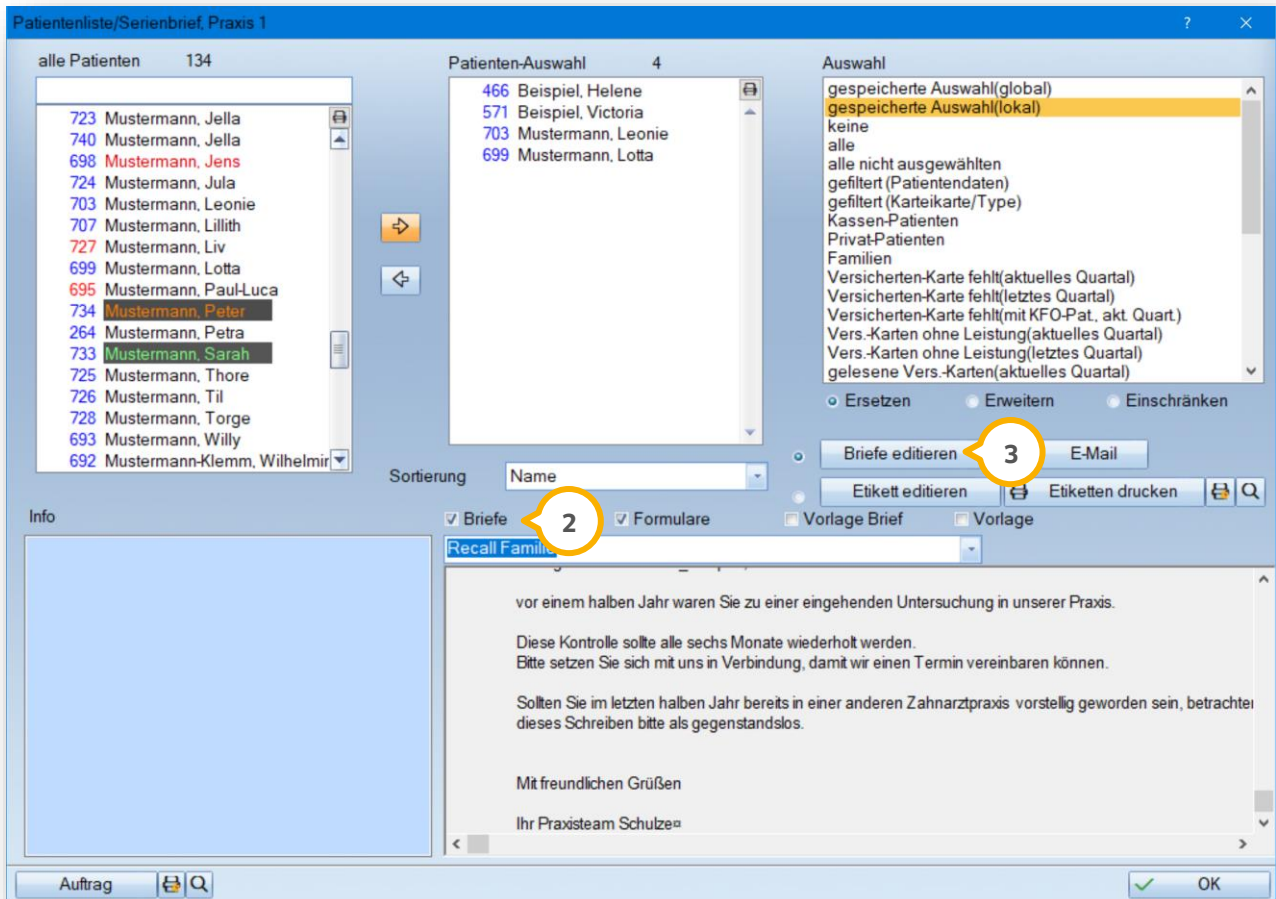 Patientenliste/Serienbrief, Praxis 1
alle Patienten 134
723 Mustermann, Jella
740 Mustermann, Jella
698 Mustermann, Jens
724 Mustermann, Jula
703 Mustermann, Leonie
707 Mustermann, Lillith
727 Mustermann, Liv
699 Mustermann, Lotta
695 Mustermann, Paul-Luca
734 Mustermann, Peter
264 Mustermann, Petra
733 Mustermann, Sarah
725 Mustermann, Thore
726 Mustermann, Til
728 Mustermann, Torge
693 Mustermann, Willy
692 Mustermann-Klemm, Wilhelmir
Patienten-Auswahl 4
466 Beispiel, Helene
571 Beispiel, Victoria
703 Mustermann, Leonie
699 Mustermann, Lotta
Auswahl
gespeicherte Auswahl(global)
gespeicherte Auswahl(lokal)
keine
alle
alle nicht ausgewählten
gefiltert (Patientendaten)
gefiltert (Karteikarte/Type)
Kassen-Patienten
Privat-Patienten
Familien
Versicherten-Karte fehlt(aktuelles Quartal)
Versicherten-Karte fehlt(letztes Quartal)
Versicherten-Karte fehlt(mit KFO-Pat., akt. Quart.)
Vers.-Karten ohne Leistung(aktuelles Quartal)
Vers.-Karten ohne Leistung(letztes Quartal)
gelesene Vers.-Karten(aktuelles Quartal)
Ersetzen Erweitern Einschränken
Briefe editieren 3 E-Mail
Sortierung Name
Etikett editieren Etiketten drucken
Info
Briefe 2 Formulare Vorlage Brief Vorlage
Recall Familie
vor einem halben Jahr waren Sie zu einer eingehenden Untersuchung in unserer Praxis.
Diese Kontrolle sollte alle sechs Monate wiederholt werden.
Bitte setzen Sie sich mit uns in Verbindung, damit wir einen Termin vereinbaren können.
Sollten Sie im letzten halben Jahr bereits in einer anderen Zahnarztpraxis vorstellig geworden sein, betrachten
dieses Schreiben bitte als gegenstandslos.
Mit freundlichen Grüßen
Ihr Praxisteam Schulze¤
Auftrag OK